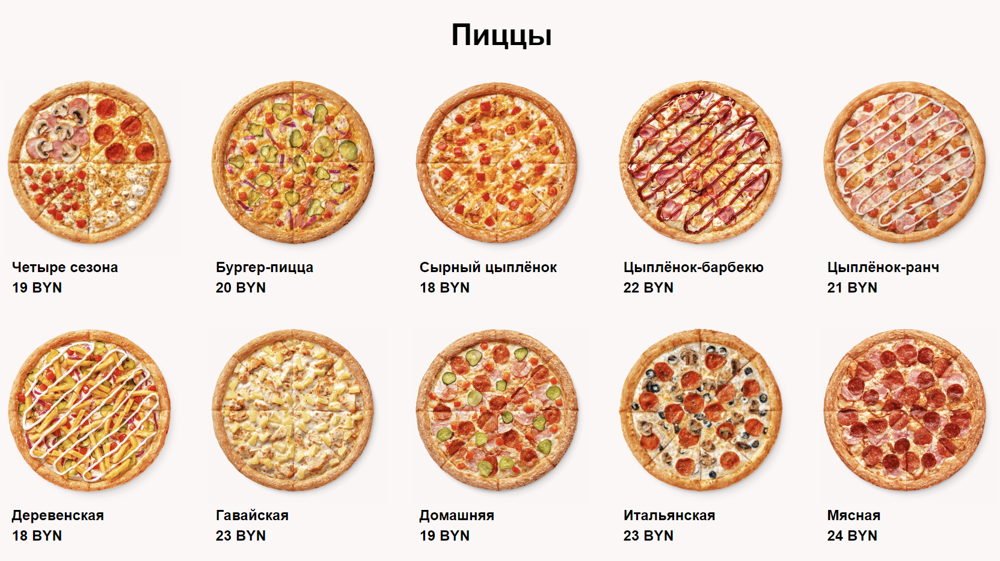 Пиццы
Четыре сезона
19 BYN
Бургер-пицца
20 BYN
Сырный цыплёнок
18 BYN
Цыплёнок-барбекю
22 BYN
Цыплёнок-ранч
21 BYN
Деревенская
18 BYN
Гавайская
23 BYN
Домашняя
19 BYN
Итальянская
23 BYN
Мясная
24 BYN